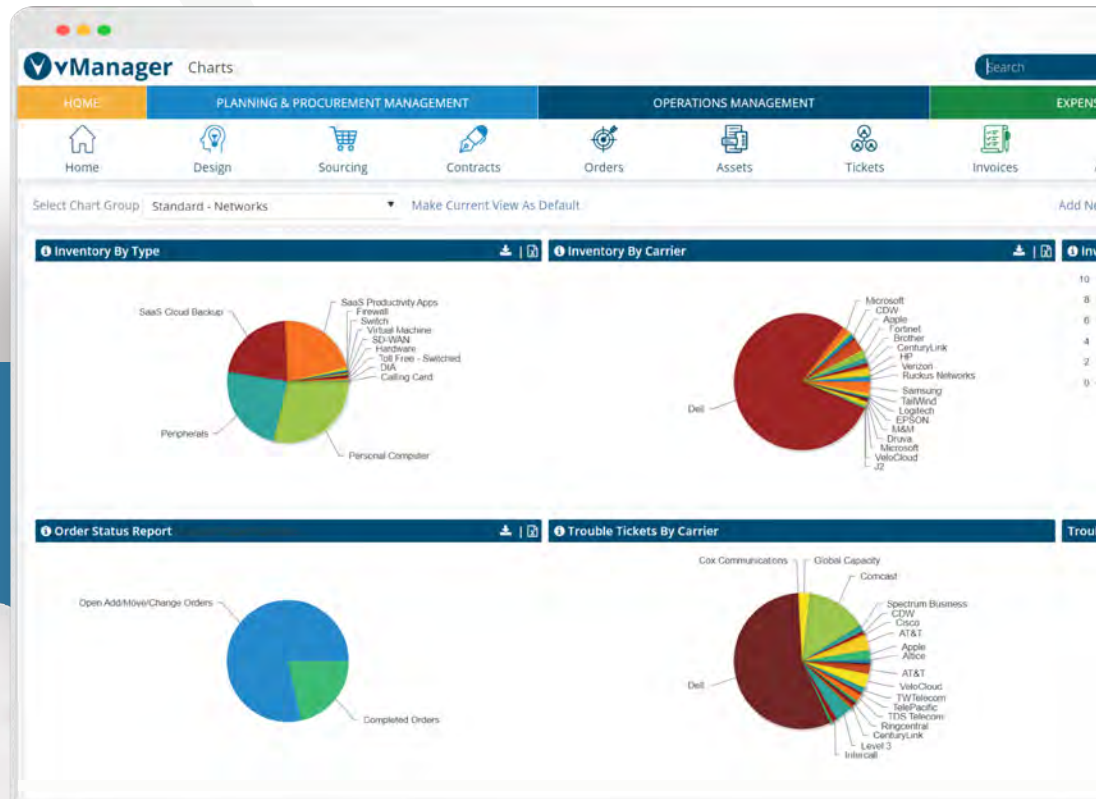 vManager Charts
Search
HOME
PLANNING & PROCUREMENT MANAGEMENT
OPERATIONS MANAGEMENT
EXPENS
Home
Design
Sourcing
Contracts
Orders
Assets
Tickets
Invoices
Select Chart Group Standard - Networks
Make Current View As Default
Add Ne
Inventory By Type
SaaS Cloud Backup
SaaS Productivity Apps
Firewall
Switch
Virtual Machine
SD-WAN
Hardware
Toll Free - Switched
DIA
Calling Card
Peripherals
Personal Computer
Inventory By Carrier
Microsoft
CDW
Apple
Fortinet
Brother
CenturyLink
HP
Verizon
Ruckus Networks
Dell
Samsung
TailWind
Logitech
EPSON
M&M
Druva
Microsoft
VeloCloud
J2
Inv
10
8
6
4
2
0
Order Status Report
Open Add/Move/Change Orders
Completed Orders
Trouble Tickets By Carrier
Cox Communications
Global Capacity
Comcast
Spectrum Business
CDW
Cisco
AT&T
Apple
Altice
Dell
AT&T
VeloCloud
TWTelecom
TelePacific
TDS Telecom
Ringcentral
CenturyLink
Level 3
Intercall
Trou